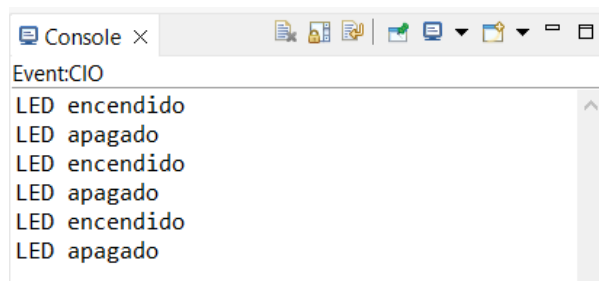 Console
Event:CIO
LED encendido
LED apagado
LED encendido
LED apagado
LED encendido
LED apagado